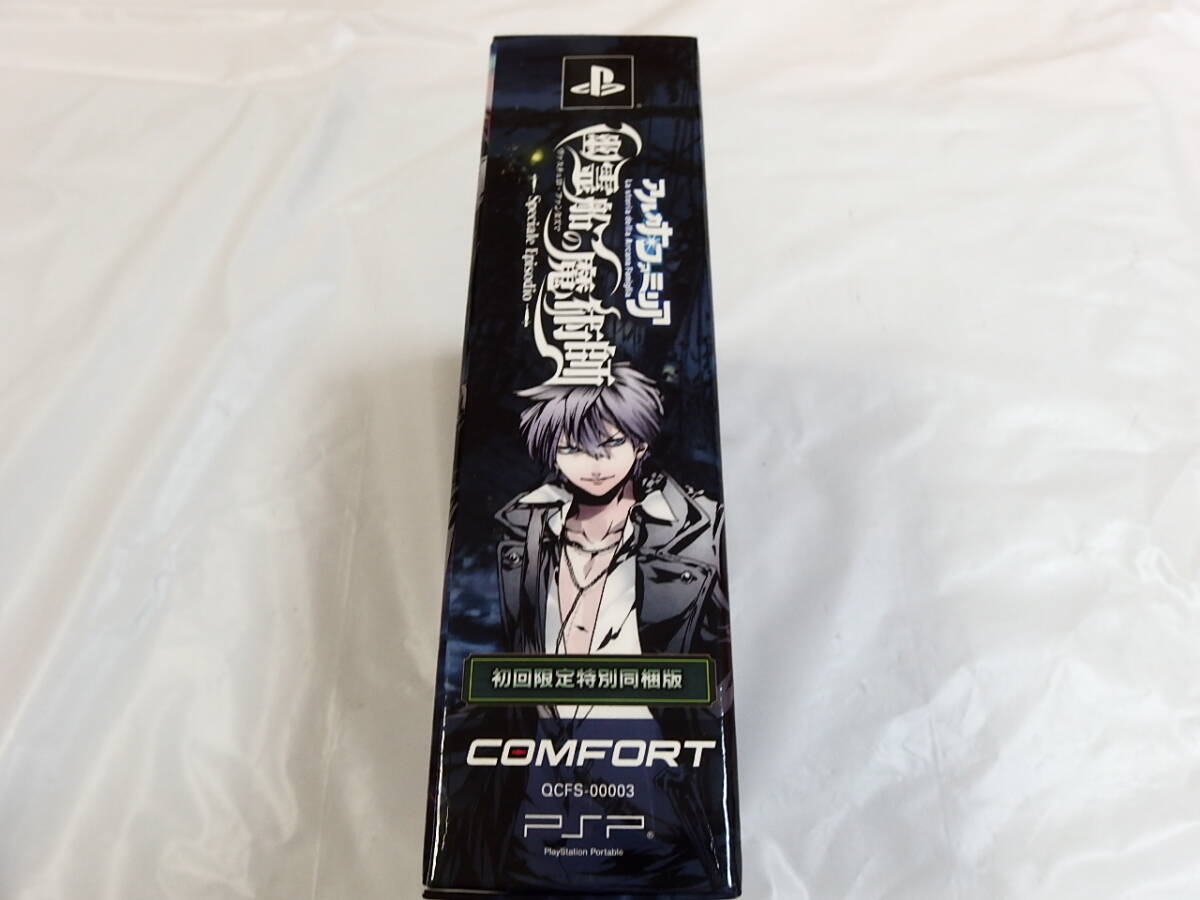 アルカナ・ファミリア
La storia della Arcana Famiglia
幽霊船の魔術師
Speciale Episodio
初回限定特別同梱版
COMFORT
QCFS-00003
PSP®
PlayStation Portable